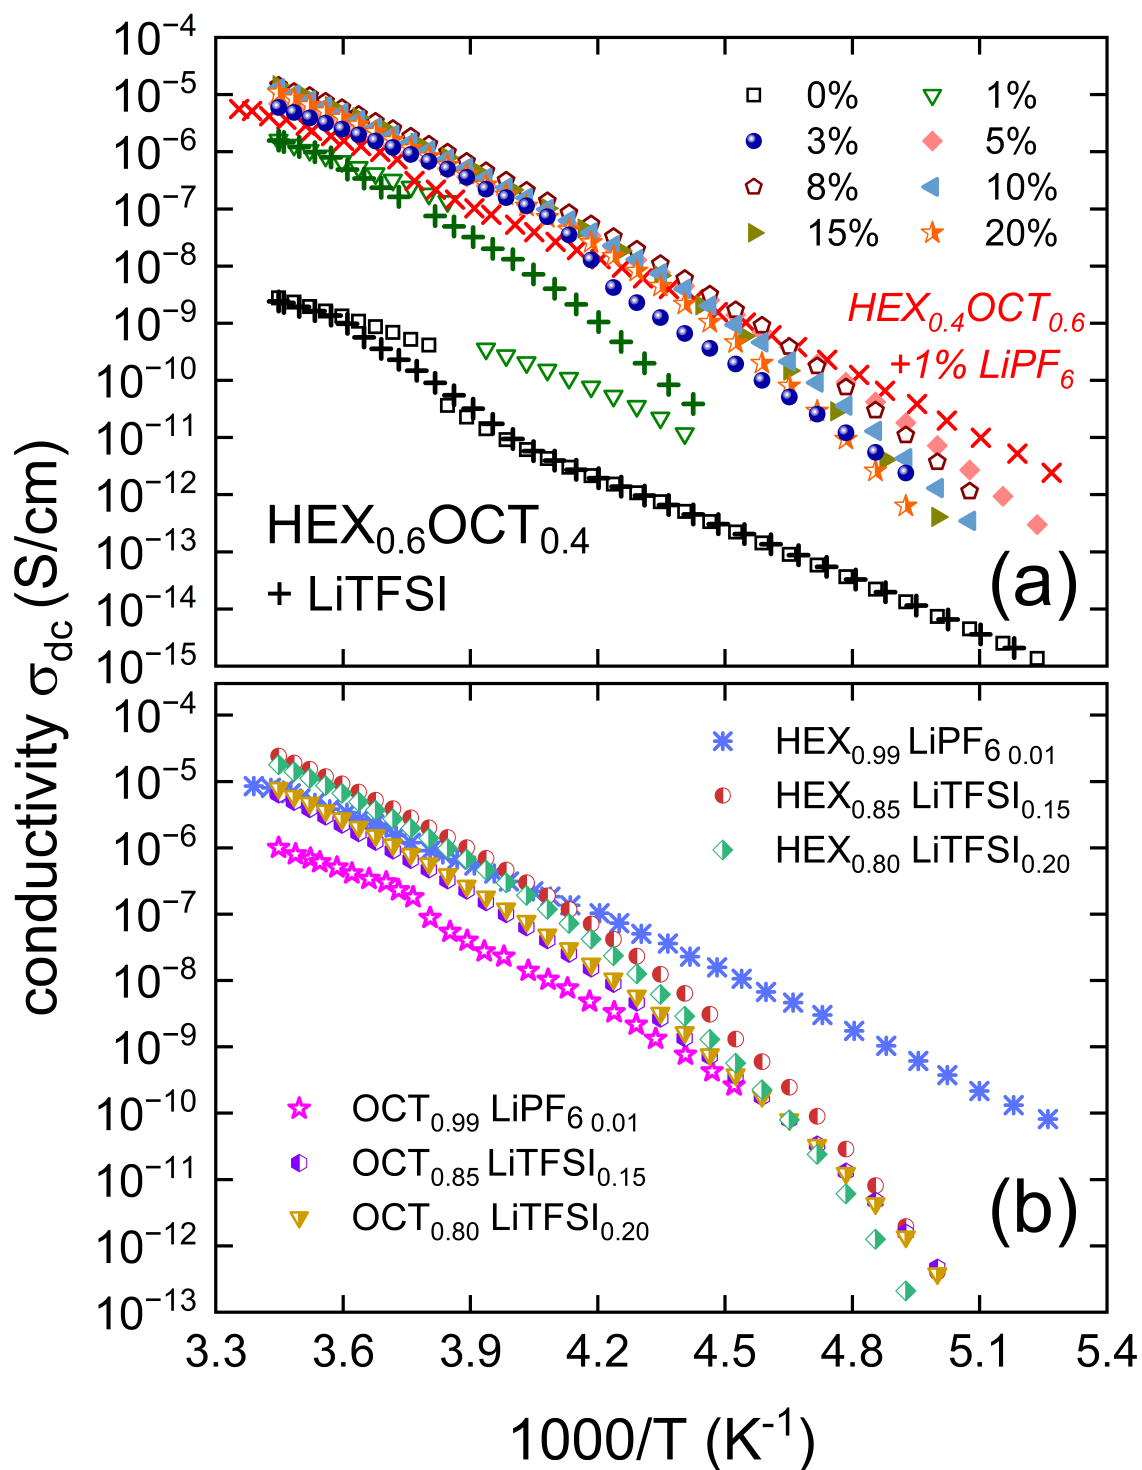 10⁻⁴
10⁻⁵
10⁻⁶
10⁻⁷
10⁻⁸
10⁻⁹
10⁻¹⁰
10⁻¹¹
10⁻¹²
10⁻¹³
10⁻¹⁴
10⁻¹⁵
0% 1%
3% 5%
8% 10%
15% 20%
HEX₀.₄OCT₀.₆
+1% LiPF₆
HEX₀.₆OCT₀.₄
+ LiTFSI
(a)
conductivity σdc (S/cm)
10⁻⁴
10⁻⁵
10⁻⁶
10⁻⁷
10⁻⁸
10⁻⁹
10⁻¹⁰
10⁻¹¹
10⁻¹²
10⁻¹³
HEX₀.₉₉ LiPF₆ ₀.₀₁
HEX₀.₈₅ LiTFSI₀.₁₅
HEX₀.₈₀ LiTFSI₀.₂₀
OCT₀.₉₉ LiPF₆ ₀.₀₁
OCT₀.₈₅ LiTFSI₀.₁₅
OCT₀.₈₀ LiTFSI₀.₂₀
(b)
3.3 3.6 3.9 4.2 4.5 4.8 5.1 5.4
1000/T (K⁻¹)